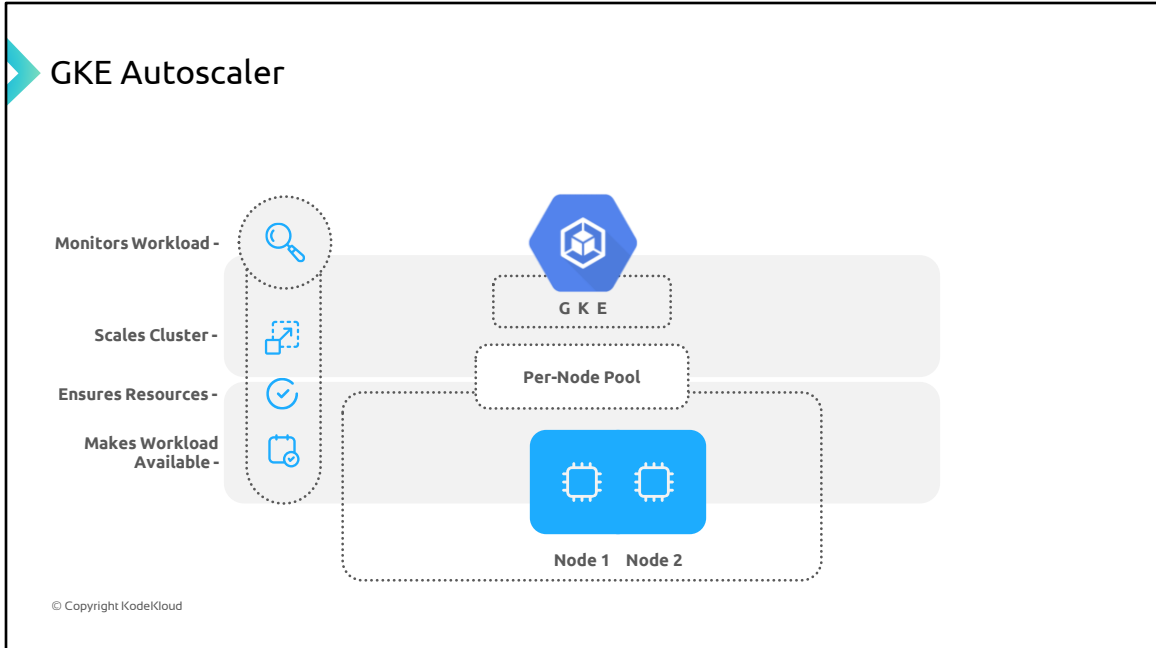 GKE Autoscaler
Monitors Workload -
G K E
Scales Cluster -
Per-Node Pool
Ensures Resources -
Makes Workload
Available -
Node 1 Node 2
© Copyright KodeKloud